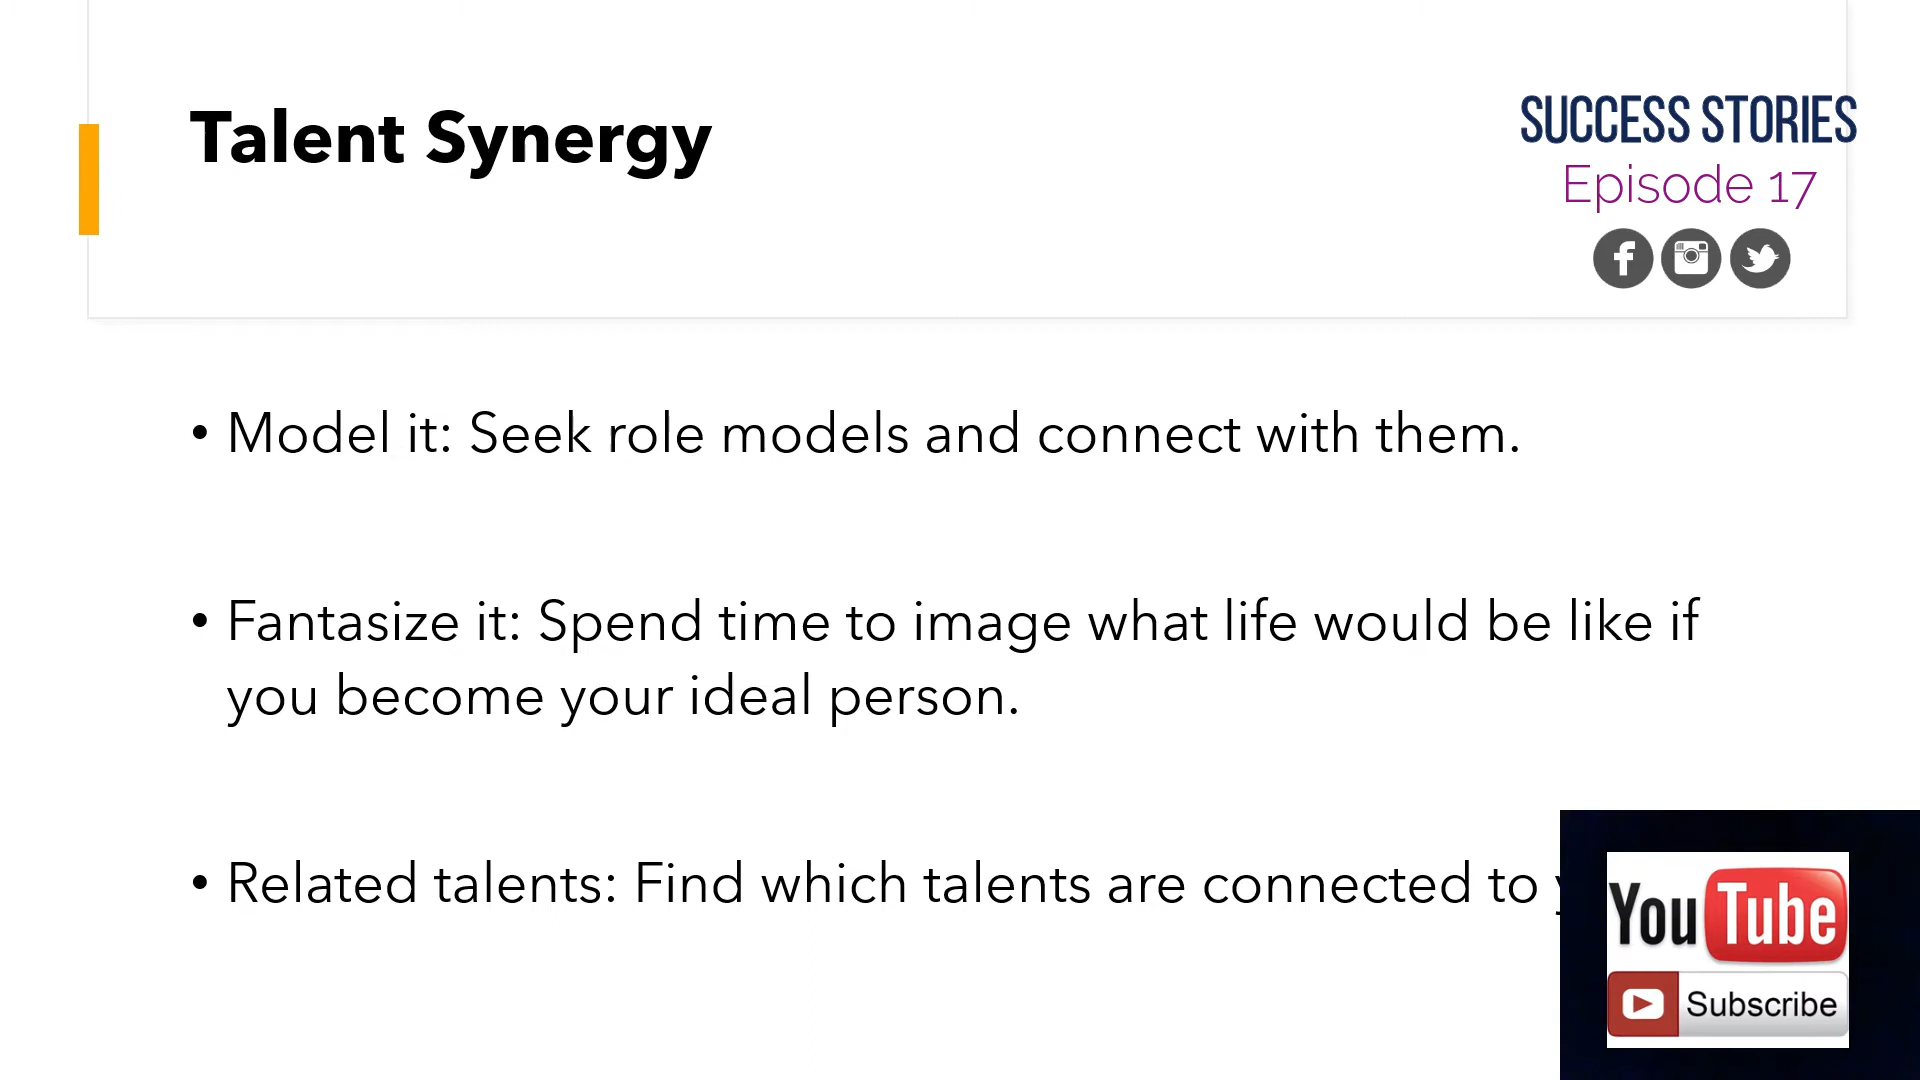 Talent Synergy
SUCCESS STORIES
Episode 17
• Model it: Seek role models and connect with them.
• Fantasize it: Spend time to image what life would be like if
you become your ideal person.
• Related talents: Find which talents are connected to
YouTube
Subscribe